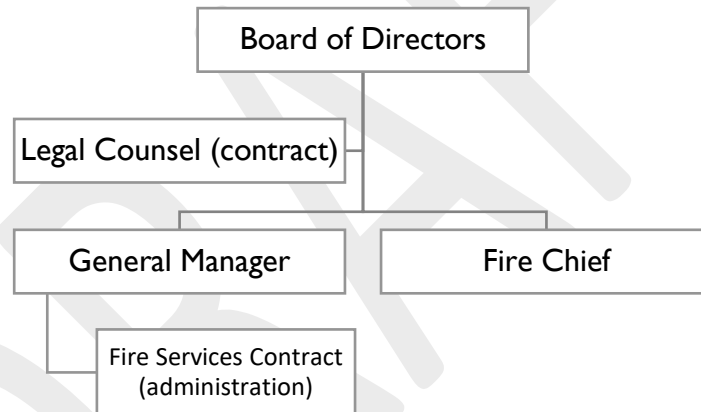 Board of Directors
Legal Counsel (contract)
General Manager
Fire Chief
Fire Services Contract
(administration)